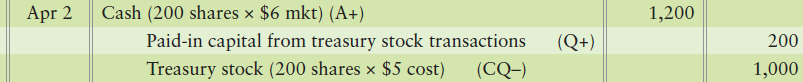 Apr 2 Cash (200 shares × $6 mkt) (A+) 1,200
Paid-in capital from treasury stock transactions (Q+) 200
Treasury stock (200 shares × $5 cost) (CQ–) 1,000